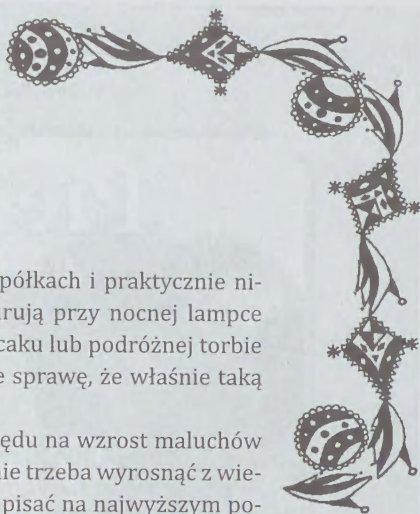 półkach i praktycznie ni-
rują przy nocnej lampce
caku lub podróżnej torbie
e sprawę, że właśnie taką
ędu na wzrost maluchów
nie trzeba wyrosnąć z wie-
pisać na najwyższym po-